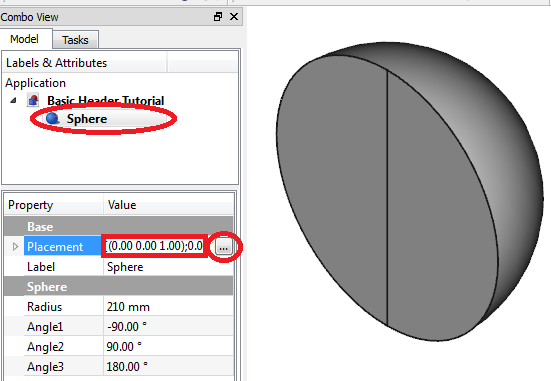 Combo View
Model Tasks
Labels & Attributes
Application
Basic Header Tutorial
Sphere
Property Value
Base
Placement [(0.00 0.00 1.00);0.0 ...
Label Sphere
Sphere
Radius 210 mm
Angle1 -90.00 °
Angle2 90.00 °
Angle3 180.00 °